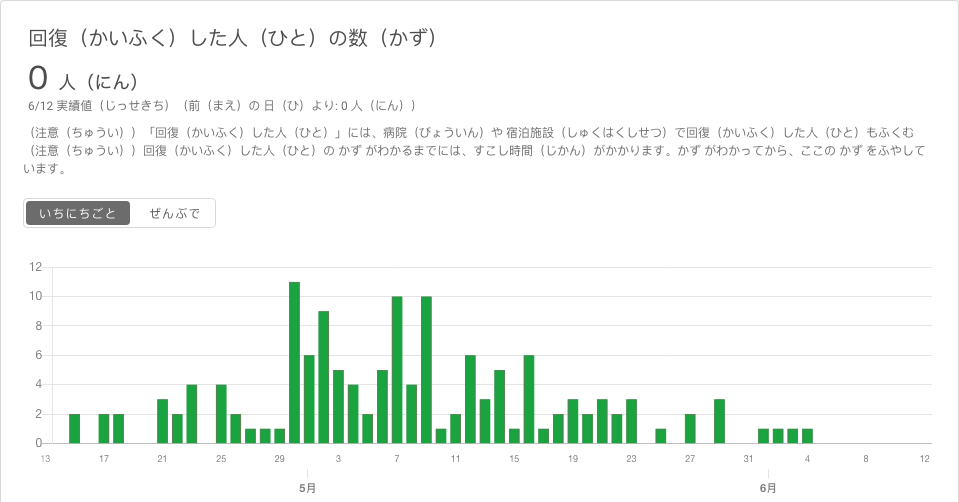 回復（かいふく）した人（ひと）の数（かず）
0 人（にん）
6/12 実績値（じっせきち）（前（まえ）の 日（ひ）より: 0 人（にん））
（注意（ちゅうい））「回復（かいふく）した人（ひと）」には、病院（びょういん）や 宿泊施設（しゅくはくしせつ）で回復（かいふく）した人（ひと）もふくむ
（注意（ちゅうい））回復（かいふく）した人（ひと）の かず がわかるまでには、すこし時間（じかん）がかかります。かず がわかってから、ここの かず をふやして
います。
いちにちごと ぜんぶで
12
10
8
6
4
2
0
13 17 21 25 29 3 7 11 15 19 23 27 31 4 8 12
5月 6月